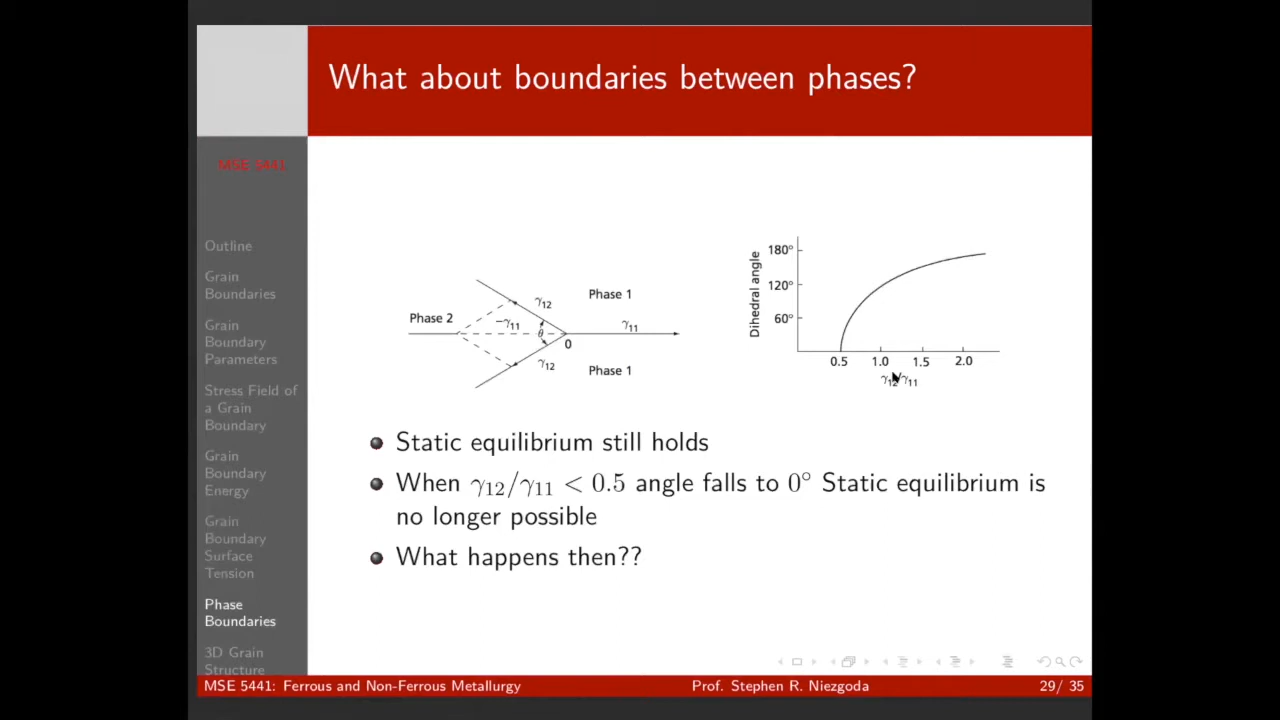 What about boundaries between phases?
MSE 5441
Outline
Grain
Boundaries
Grain
Boundary
Parameters
Stress Field of
a Grain
Boundary
Grain
Boundary
Energy
Grain
Boundary
Surface
Tension
Phase
Boundaries
3D Grain
Structure
Phase 2
−γ11
γ12
θ
γ12
0
Phase 1
γ11
Phase 1
Dihedral angle
180°
120°
60°
0.5 1.0 1.5 2.0
γ12/γ11
Static equilibrium still holds
When γ12/γ11 < 0.5 angle falls to 0° Static equilibrium is
no longer possible
What happens then??
MSE 5441: Ferrous and Non-Ferrous Metallurgy Prof. Stephen R. Niezgoda 29/ 35